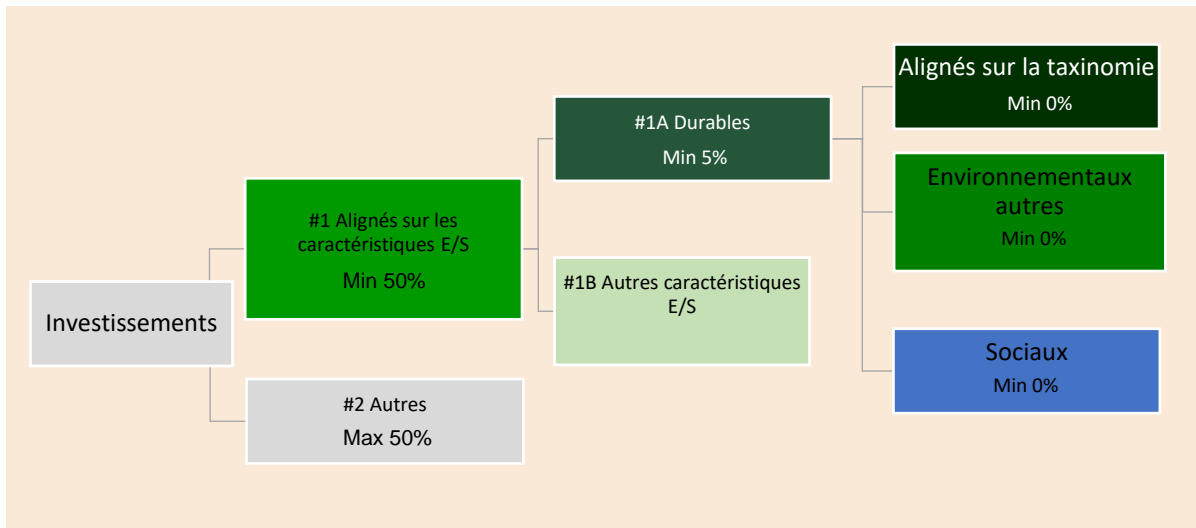 Investissements
#1 Alignés sur les
caractéristiques E/S
Min 50%
#2 Autres
Max 50%
#1A Durables
Min 5%
#1B Autres caractéristiques
E/S
Alignés sur la taxinomie
Min 0%
Environnementaux
autres
Min 0%
Sociaux
Min 0%